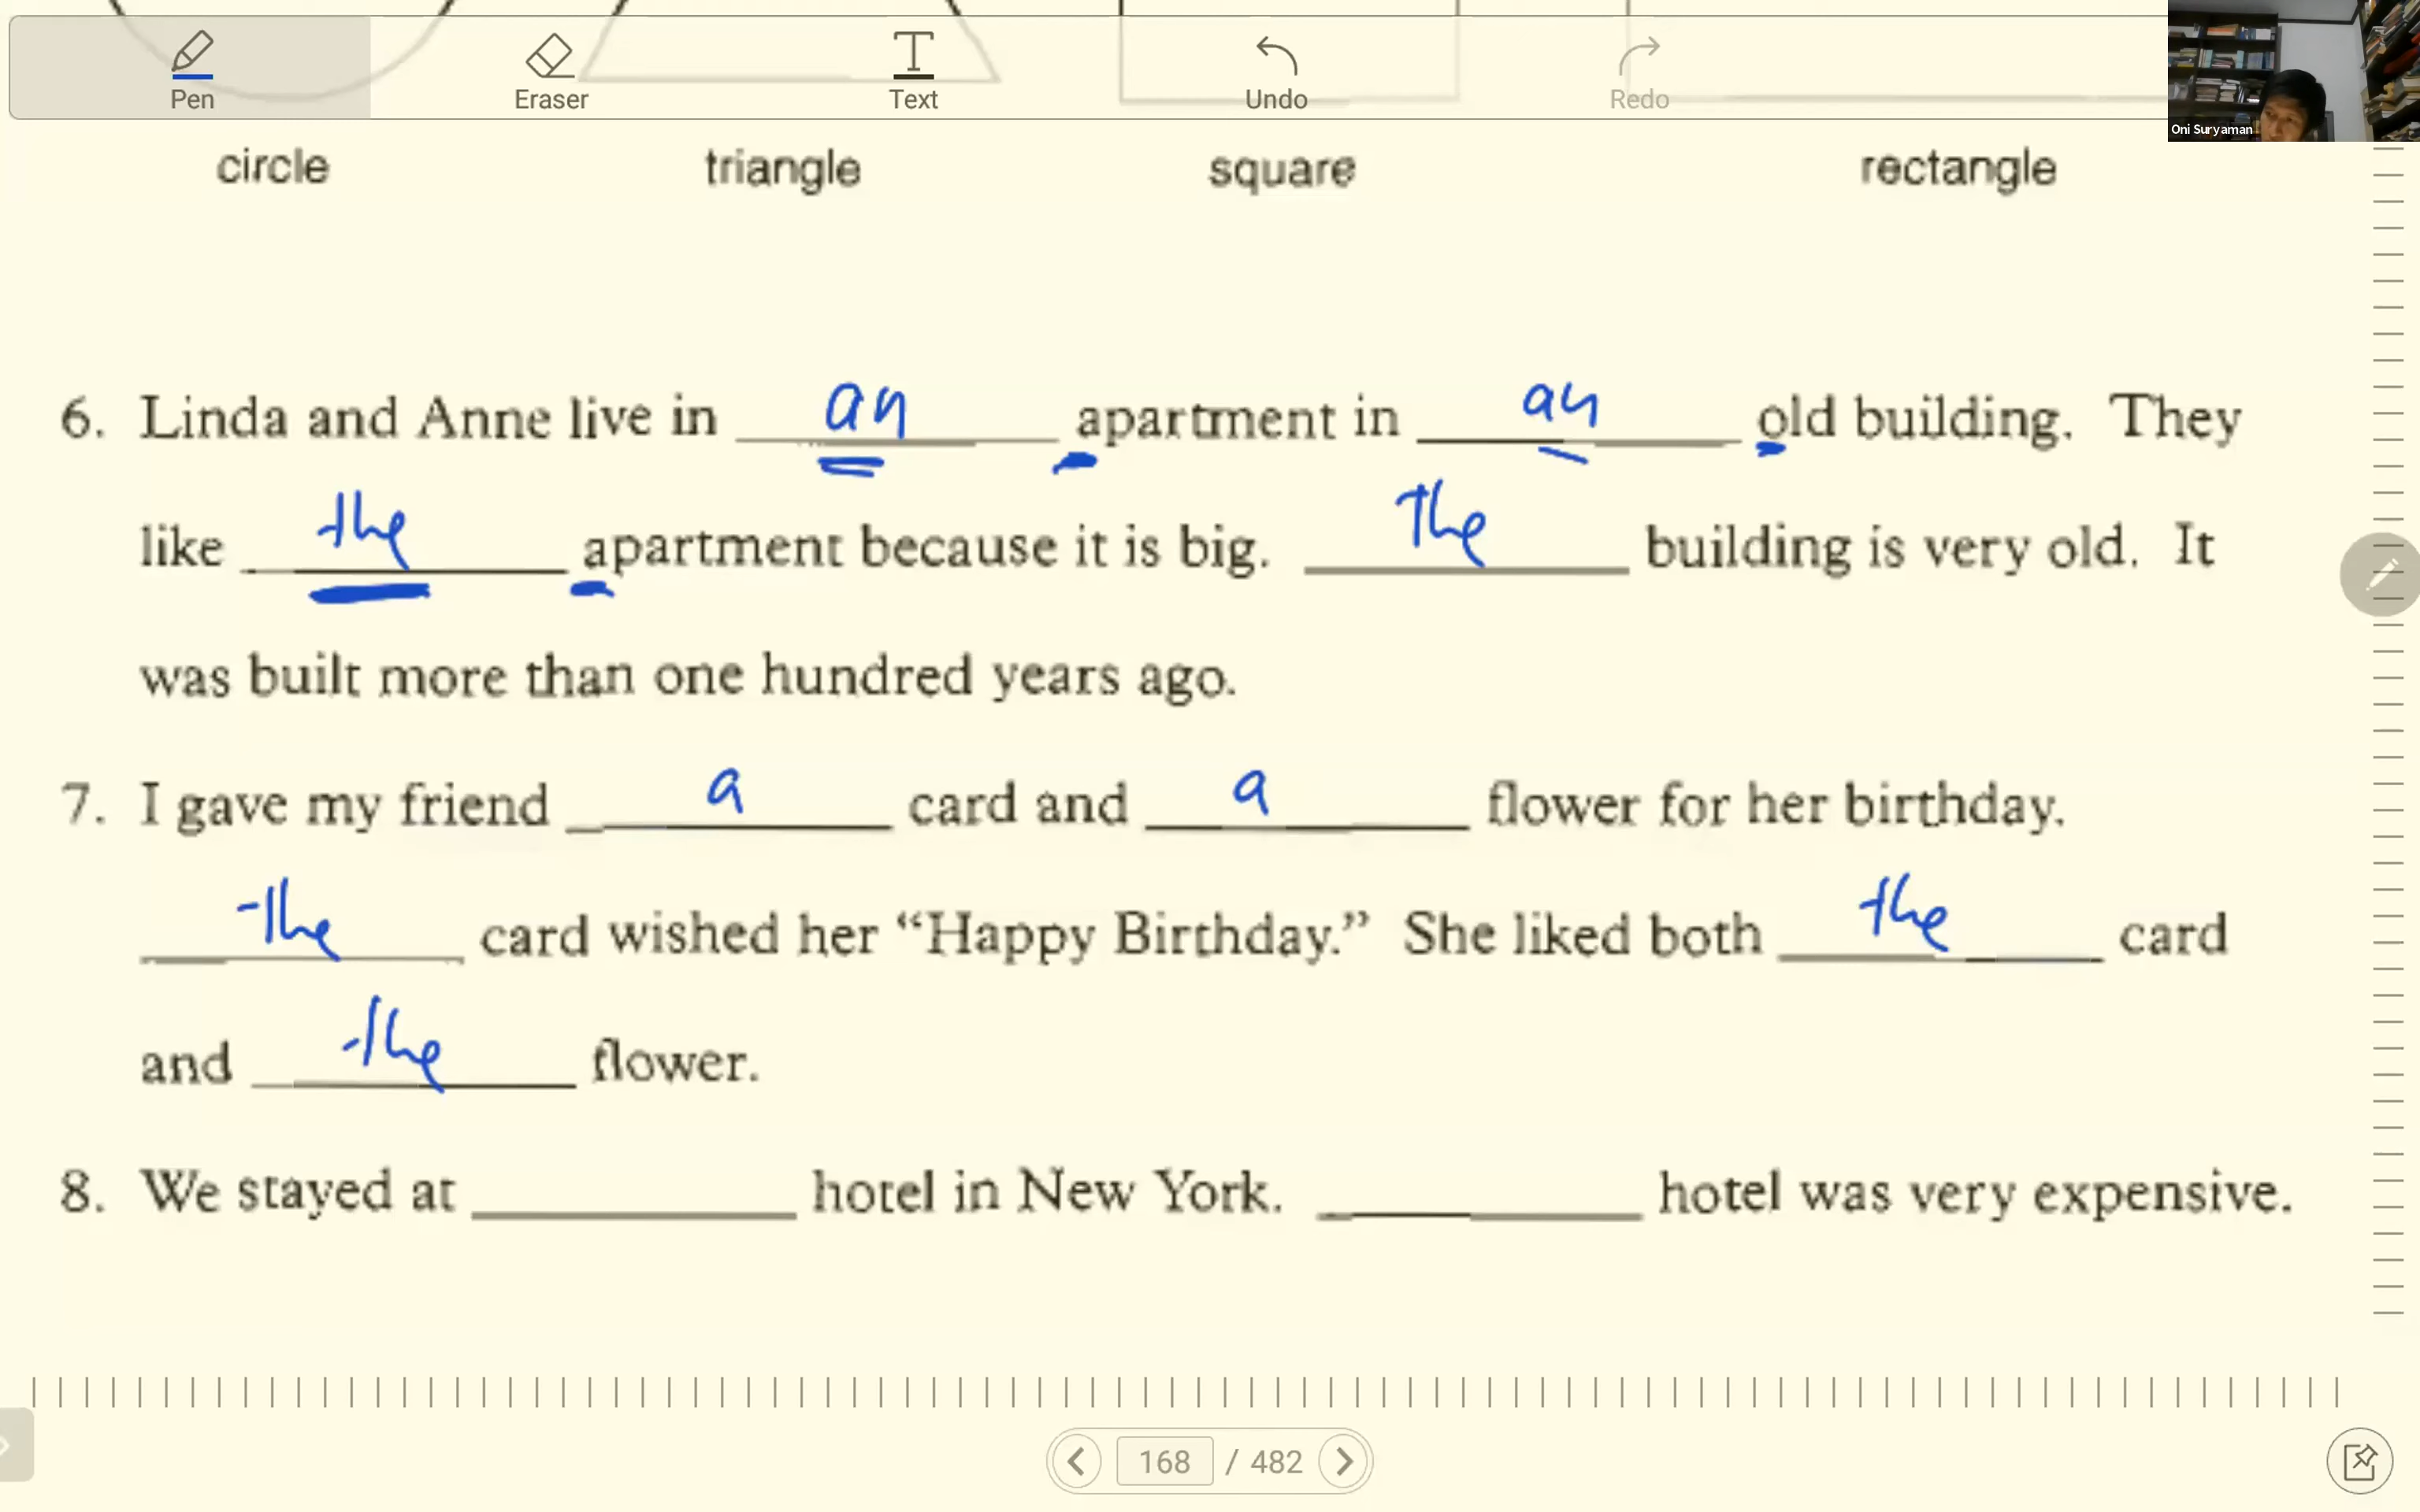 Pen
Eraser
Text
Undo
Redo
Oni Suryaman
circle triangle square rectangle
6. Linda and Anne live in an apartment in an old building. They
like the apartment because it is big. The building is very old. It
was built more than one hundred years ago.
7. I gave my friend a card and a flower for her birthday.
the card wished her “Happy Birthday.” She liked both the card
and the flower.
8. We stayed at ________ hotel in New York. ________ hotel was very expensive.
168 / 482